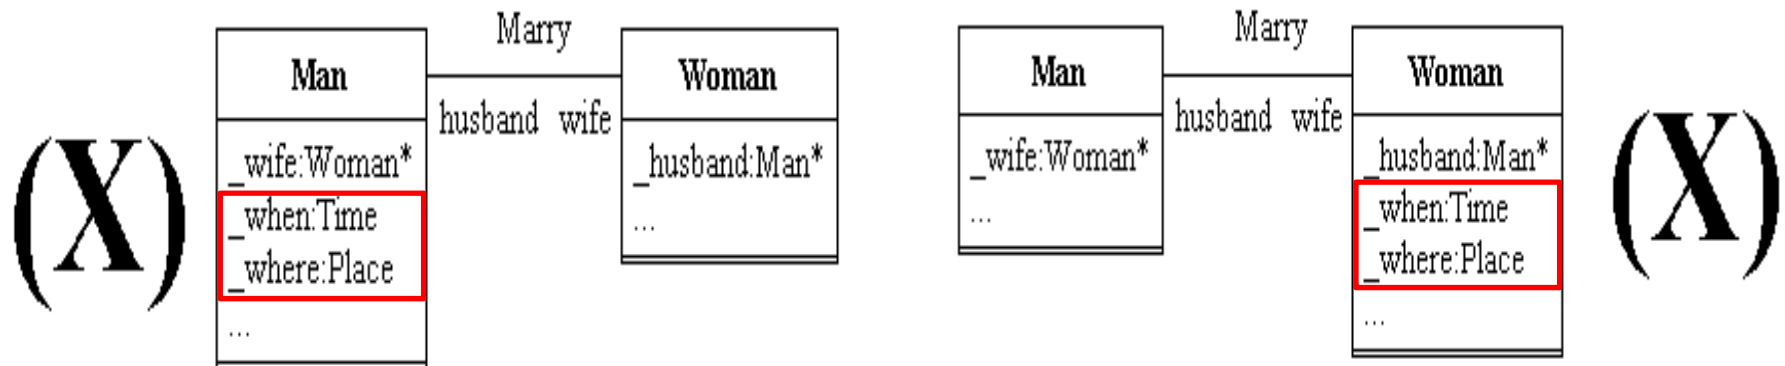 (X)
Marry
Man
Woman
husband wife
_wife:Woman*
_when:Time
_where:Place
...
_husband:Man*
...
Marry
Man
Woman
husband wife
_wife:Woman*
...
_husband:Man*
_when:Time
_where:Place
...
(X)